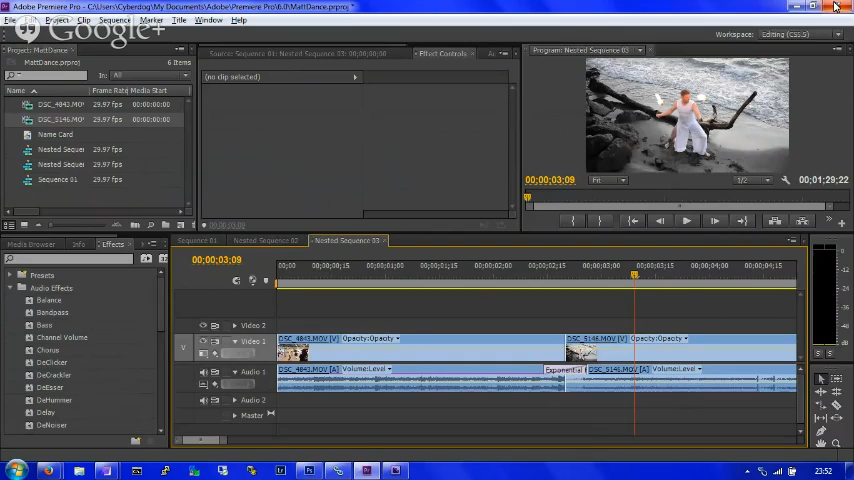 Adobe Premiere Pro - C:\Users\Cyberdog\My Documents\Adobe\Premiere Pro\6.0\MattDance.prproj *
File Edit Project Clip Sequence Marker Title Window Help
Google+
Workspace: Editing (CS5.5)
Project: MattDance
Source: Sequence 01: Nested Sequence 03: 00;00;00;00
Effect Controls
Program: Nested Sequence 03
MattDance.prproj
6 Items
In: All
(no clip selected)
Name
Frame Rate
Media Start
DSC_4843.MOV 29.97 fps 00:00:00:00
DSC_5146.MOV 29.97 fps 00:00:00:00
Name Card
Nested Sequen 29.97 fps
Nested Sequen 29.97 fps
Sequence 01 29.97 fps
00;00;03;09
Fit
1/2
00;01;29;22
00;00;03;09
Media Browser
Info
Effects
Sequence 01
Nested Sequence 02
Nested Sequence 03
00;00;03;09
00;00
00;00;00;15
00;00;01;00
00;00;01;15
00;00;02;00
00;00;02;15
00;00;03;00
00;00;03;15
00;00;04;00
00;00;04;15
Presets
Audio Effects
Balance
Bandpass
Bass
Channel Volume
Chorus
DeClicker
DeCrackler
DeEsser
DeHummer
Delay
DeNoiser
Video 2
V
Video 1
DSC_4843.MOV [V] Opacity:Opacity
DSC_5146.MOV [V] Opacity:Opacity
Audio 1
DSC_4843.MOV [A] Volume:Level
Exponential F
DSC_5146.MOV [A] Volume:Level
Audio 2
Master
S S
23:52